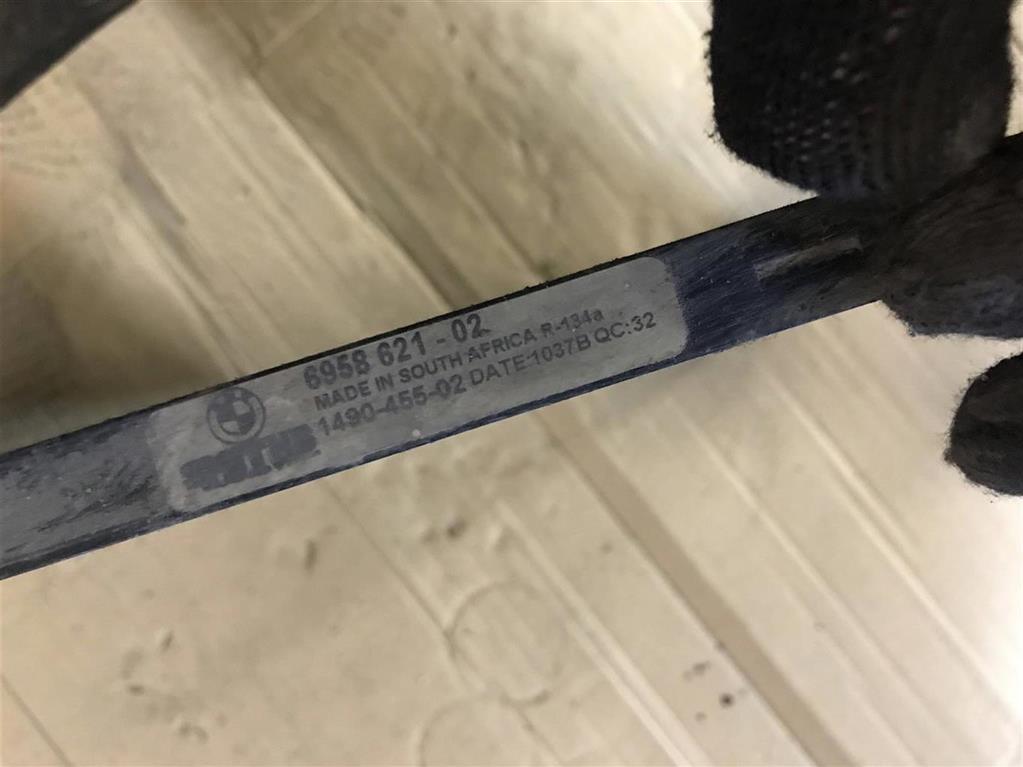 6958 621 - 02
MADE IN SOUTH AFRICA R-134a
1490-455-02 DATE:1037B QC:32